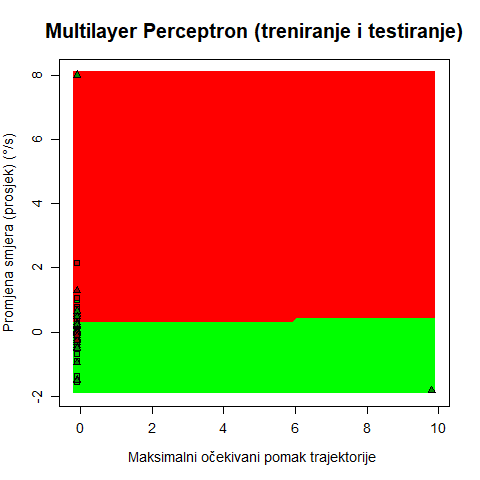 Multilayer Perceptron (treniranje i testiranje)
Promjena smjera (prosjek) (°/s)
8
6
4
2
0
-2
0 2 4 6 8 10
Maksimalni očekivani pomak trajektorije